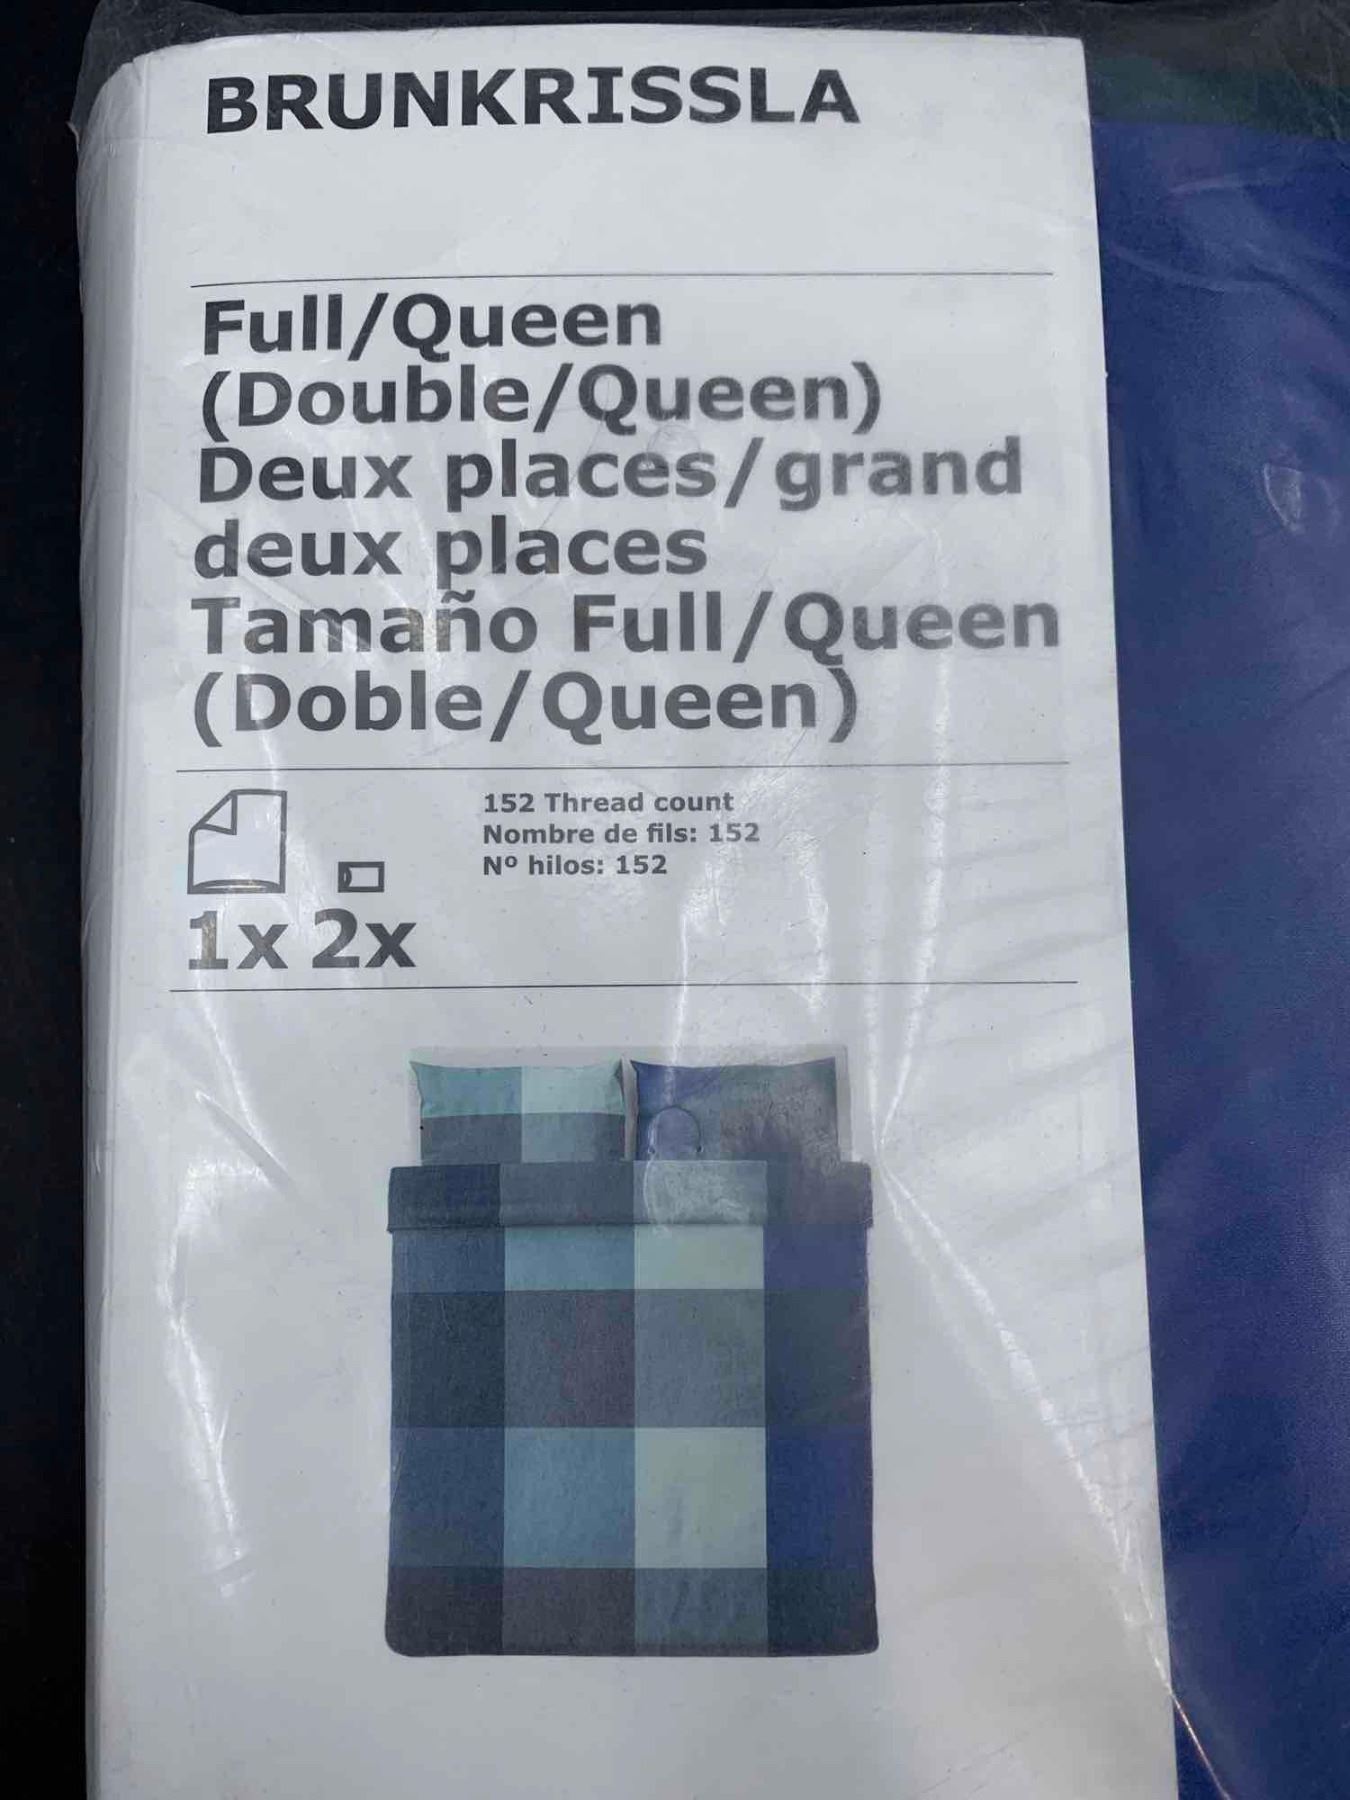 BRUNKRISSLA
Full/Queen
(Double/Queen)
Deux places/grand
deux places
Tamaño Full/Queen
(Doble/Queen)
152 Thread count
Nombre de fils: 152
Nº hilos: 152
1x 2x